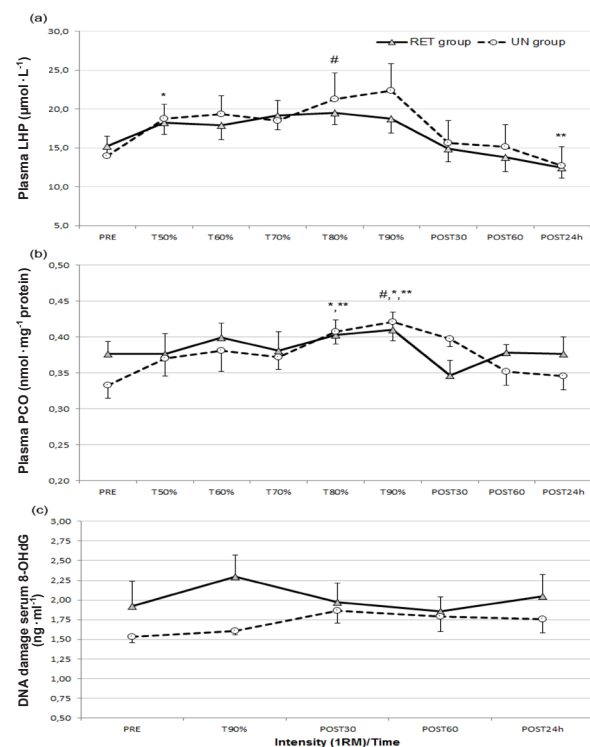 (a)
Plasma LHP (µmol·L⁻¹)
30,0
25,0
20,0
15,0
10,0
5,0
RET group
UN group
*
#
**
PRE T50% T60% T70% T80% T90% POST30 POST60 POST24h
(b)
Plasma PCO (nmol·mg⁻¹ protein)
0,50
0,45
0,40
0,35
0,30
0,25
0,20
*,**
#,*,**
PRE T50% T60% T70% T80% T90% POST30 POST60 POST24h
(c)
DNA damage serum 8-OHdG
(ng·ml⁻¹)
3,00
2,75
2,50
2,25
2,00
1,75
1,50
1,25
1,00
0,75
0,50
PRE T90% POST30 POST60 POST24h
Intensity (1RM)/Time